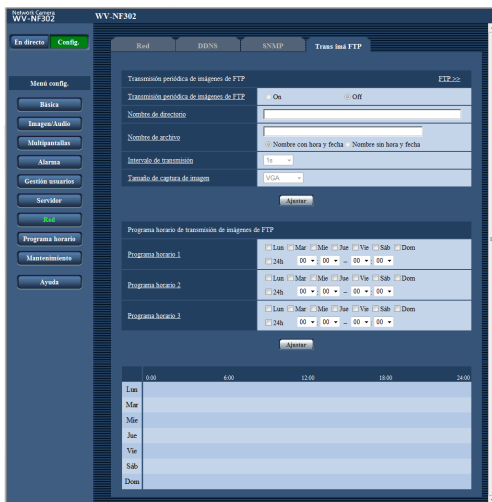 Network Camera
WV-NF302
WV-NF302
En directo Config.
Red DDNS SNMP Trans imá FTP
Menú config.
Básica
Imagen/Audio
Multipantallas
Alarma
Gestión usuarios
Servidor
Red
Programa horario
Mantenimiento
Ayuda
Transmisión periódica de imágenes de FTP FTP >>
Transmisión periódica de imágenes de FTP On Off
Nombre de directorio
Nombre de archivo
Nombre con hora y fecha Nombre sin hora y fecha
Intervalo de transmisión 1s
Tamaño de captura de imagen VGA
Ajustar
Programa horario de transmisión de imágenes de FTP
Programa horario 1
Lun Mar Mie Jue Vie Sáb Dom
24h 00 : 00 – 00 : 00
Programa horario 2
Lun Mar Mie Jue Vie Sáb Dom
24h 00 : 00 – 00 : 00
Programa horario 3
Lun Mar Mie Jue Vie Sáb Dom
24h 00 : 00 – 00 : 00
Ajustar
0:00 6:00 12:00 18:00 24:00
Lun
Mar
Mie
Jue
Vie
Sáb
Dom